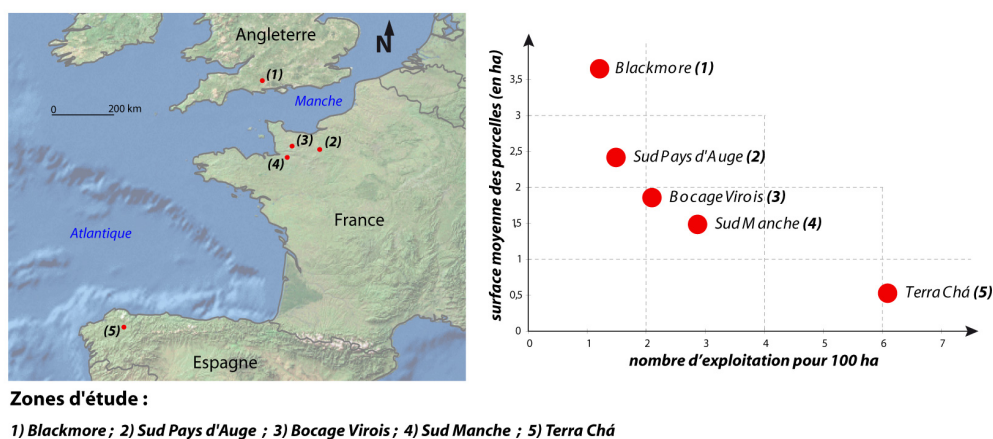 Angleterre
N
(1)
0 200 km
Manche
(3)
(2)
(4)
France
Atlantique
(5)
Espagne
surface moyenne des parcelles (en ha)
3,5
3
2,5
2
1,5
1
0,5
0
Blackmore (1)
Sud Pays d'Auge (2)
Bocage Virois (3)
Sud Manche (4)
Terra Chá (5)
0 1 2 3 4 5 6 7
nombre d'exploitation pour 100 ha
Zones d'étude :
1) Blackmore ; 2) Sud Pays d'Auge ; 3) Bocage Virois ; 4) Sud Manche ; 5) Terra Chá